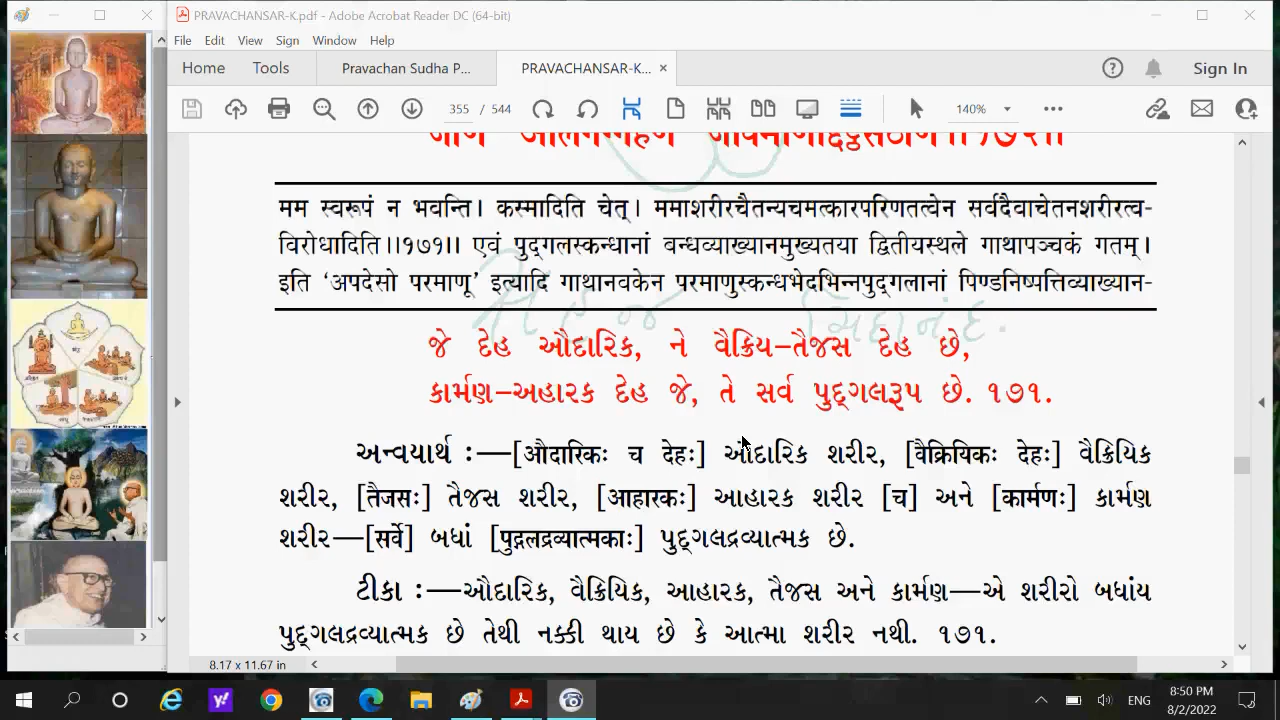 PRAVACHANSAR-K.pdf - Adobe Acrobat Reader DC (64-bit)
File Edit View Sign Window Help
Home Tools Pravachan Sudha P... PRAVACHANSAR-K... × Sign In
355 / 544 140%
मम स्वरूपं न भवन्ति। कस्मादिति चेत्। ममाशरीरचैतन्यचमत्कारपरिणतत्वेन सर्वदैवाचेतनशरीरत्व-
विरोधादिति।।१७१।। एवं पुद्गलस्कन्धानां बन्धव्याख्यानमुख्यतया द्वितीयस्थले गाथापञ्चकं गतम्।
इति ‘अपदेसो परमाणू’ इत्यादि गाथानवकेन परमाणुस्कन्धभेदभिन्नपुद्गलानां पिण्डनिष्पत्तिव्याख्यान-
જે દેહ ઔદારિક, ને વૈક્રિય-તૈજસ દેહ છે,
કાર્મણ-અહારક દેહ જે, તે સર્વ પુદ્ગલરૂપ છે. ૧૭૧.
અન્વયાર્થ :—[औदारिकः च देहः] ઔદારિક શરીર, [वैक्रियिकः देहः] વૈક્રિયિક
શરીર, [तैजसः] તૈજસ શરીર, [आहारकः] આહારક શરીર [च] અને [कार्मणः] કાર્મણ
શરીર—[सर्वे] બધાં [पुद्गलद्रव्यात्मकाः] પુદ્ગલદ્રવ્યાત્મક છે.
ટીકા :—ઔદારિક, વૈક્રિયિક, આહારક, તૈજસ અને કાર્મણ—એ શરીરો બધાંય
પુદ્ગલદ્રવ્યાત્મક છે તેથી નક્કી થાય છે કે આત્મા શરીર નથી. ૧૭૧.
8.17 x 11.67 in
ENG 8:50 PM
8/2/2022